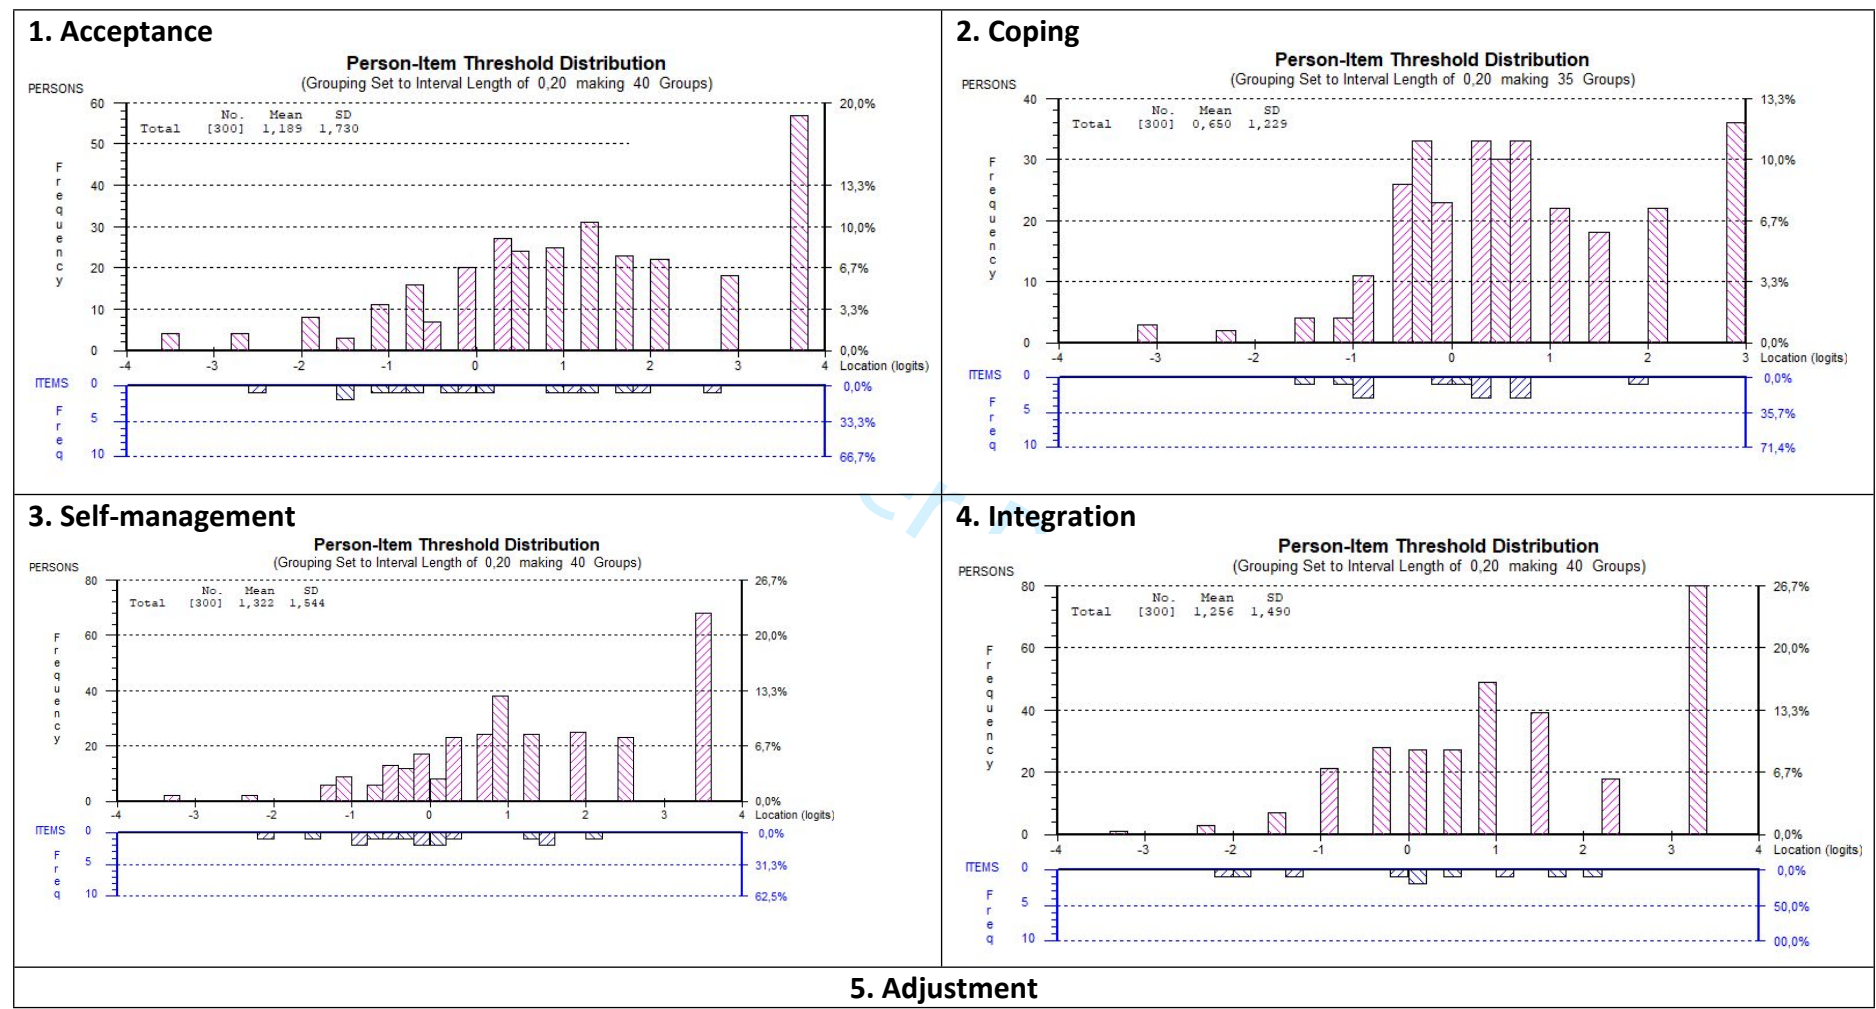 1. Acceptance
Person-Item Threshold Distribution
(Grouping Set to Interval Length of 0,20 making 40 Groups)
PERSONS
No. Mean SD
Total [300] 1,189 1,730
Frequency
60
50
40
30
20
10
0
20,0%
13,3%
10,0%
6,7%
3,3%
0,0%
-4 -3 -2 -1 0 1 2 3 4 Location (logits)
ITEMS
Freq
0
5
10
0,0%
33,3%
66,7%
2. Coping
Person-Item Threshold Distribution
(Grouping Set to Interval Length of 0,20 making 35 Groups)
PERSONS
No. Mean SD
Total [300] 0,650 1,229
Frequency
40
30
20
10
0
13,3%
10,0%
6,7%
3,3%
0,0%
-4 -3 -2 -1 0 1 2 3 Location (logits)
ITEMS
Freq
0
5
10
0,0%
35,7%
71,4%
3. Self-management
Person-Item Threshold Distribution
(Grouping Set to Interval Length of 0,20 making 40 Groups)
PERSONS
No. Mean SD
Total [300] 1,322 1,544
Frequency
80
60
40
20
0
26,7%
20,0%
13,3%
6,7%
0,0%
-4 -3 -2 -1 0 1 2 3 4 Location (logits)
ITEMS
Freq
0
5
10
0,0%
31,3%
62,5%
4. Integration
Person-Item Threshold Distribution
(Grouping Set to Interval Length of 0,20 making 40 Groups)
PERSONS
No. Mean SD
Total [300] 1,256 1,490
Frequency
80
60
40
20
0
26,7%
20,0%
13,3%
6,7%
0,0%
-4 -3 -2 -1 0 1 2 3 4 Location (logits)
ITEMS
Freq
0
5
10
0,0%
50,0%
00,0%
5. Adjustment